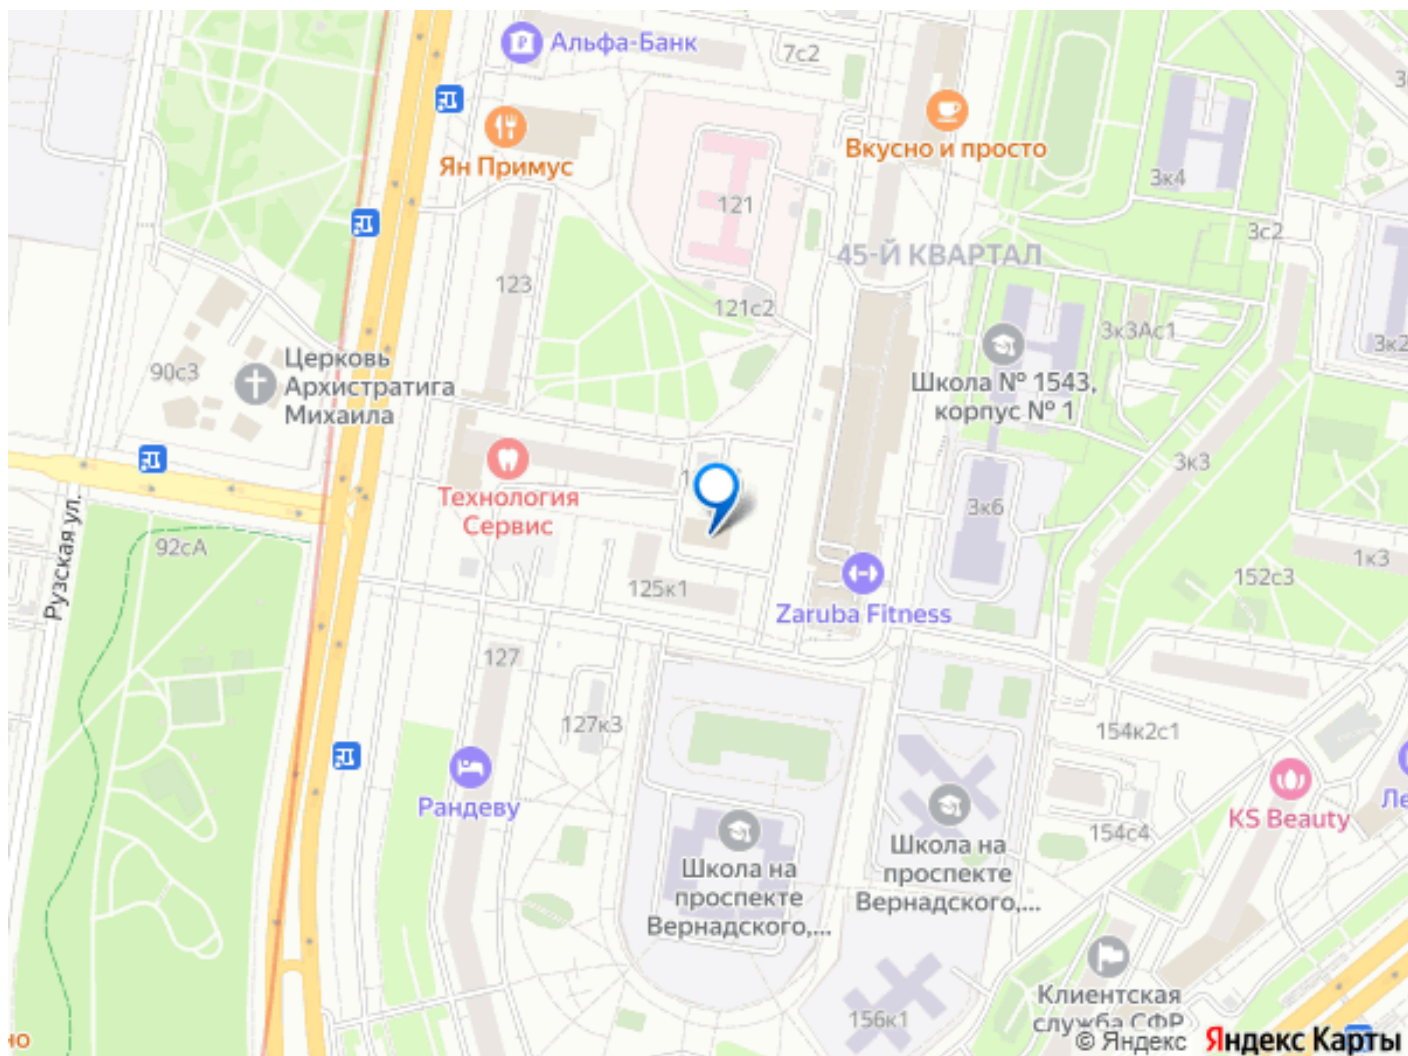 Альфа-Банк
7с2
Ян Примус
Вкусно и просто
3к4
121
3с2
45-Й КВАРТАЛ
123
121с2
3к3Ас1
3к2
Церковь
Архистратига
Михаила
90с3
Школа № 1543,
корпус № 1
3к3
Технология
Сервис
3к6
Рузская ул.
92сА
1к3
152с3
125к1
Zaruba Fitness
127
127к3
154к2с1
Рандеву
KS Beauty
154с4
Школа на
проспекте
Вернадского,...
Школа на
проспекте
Вернадского,...
Клиентская
служба СФР
156к1
© Яндекс Яндекс Карты